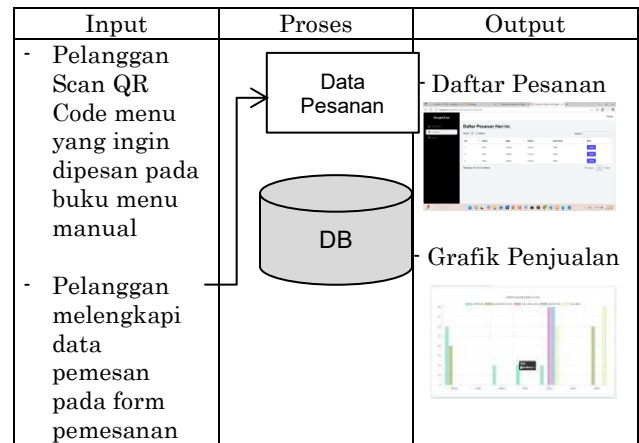 Input
Proses
Output
- Pelanggan
Scan QR
Code menu
yang ingin
dipesan pada
buku menu
manual
- Pelanggan
melengkapi
data
pemesan
pada form
pemesanan
Data
Pesanan
DB
- Daftar Pesanan
Daftar Pesanan Hari Ini.
- Grafik Penjualan